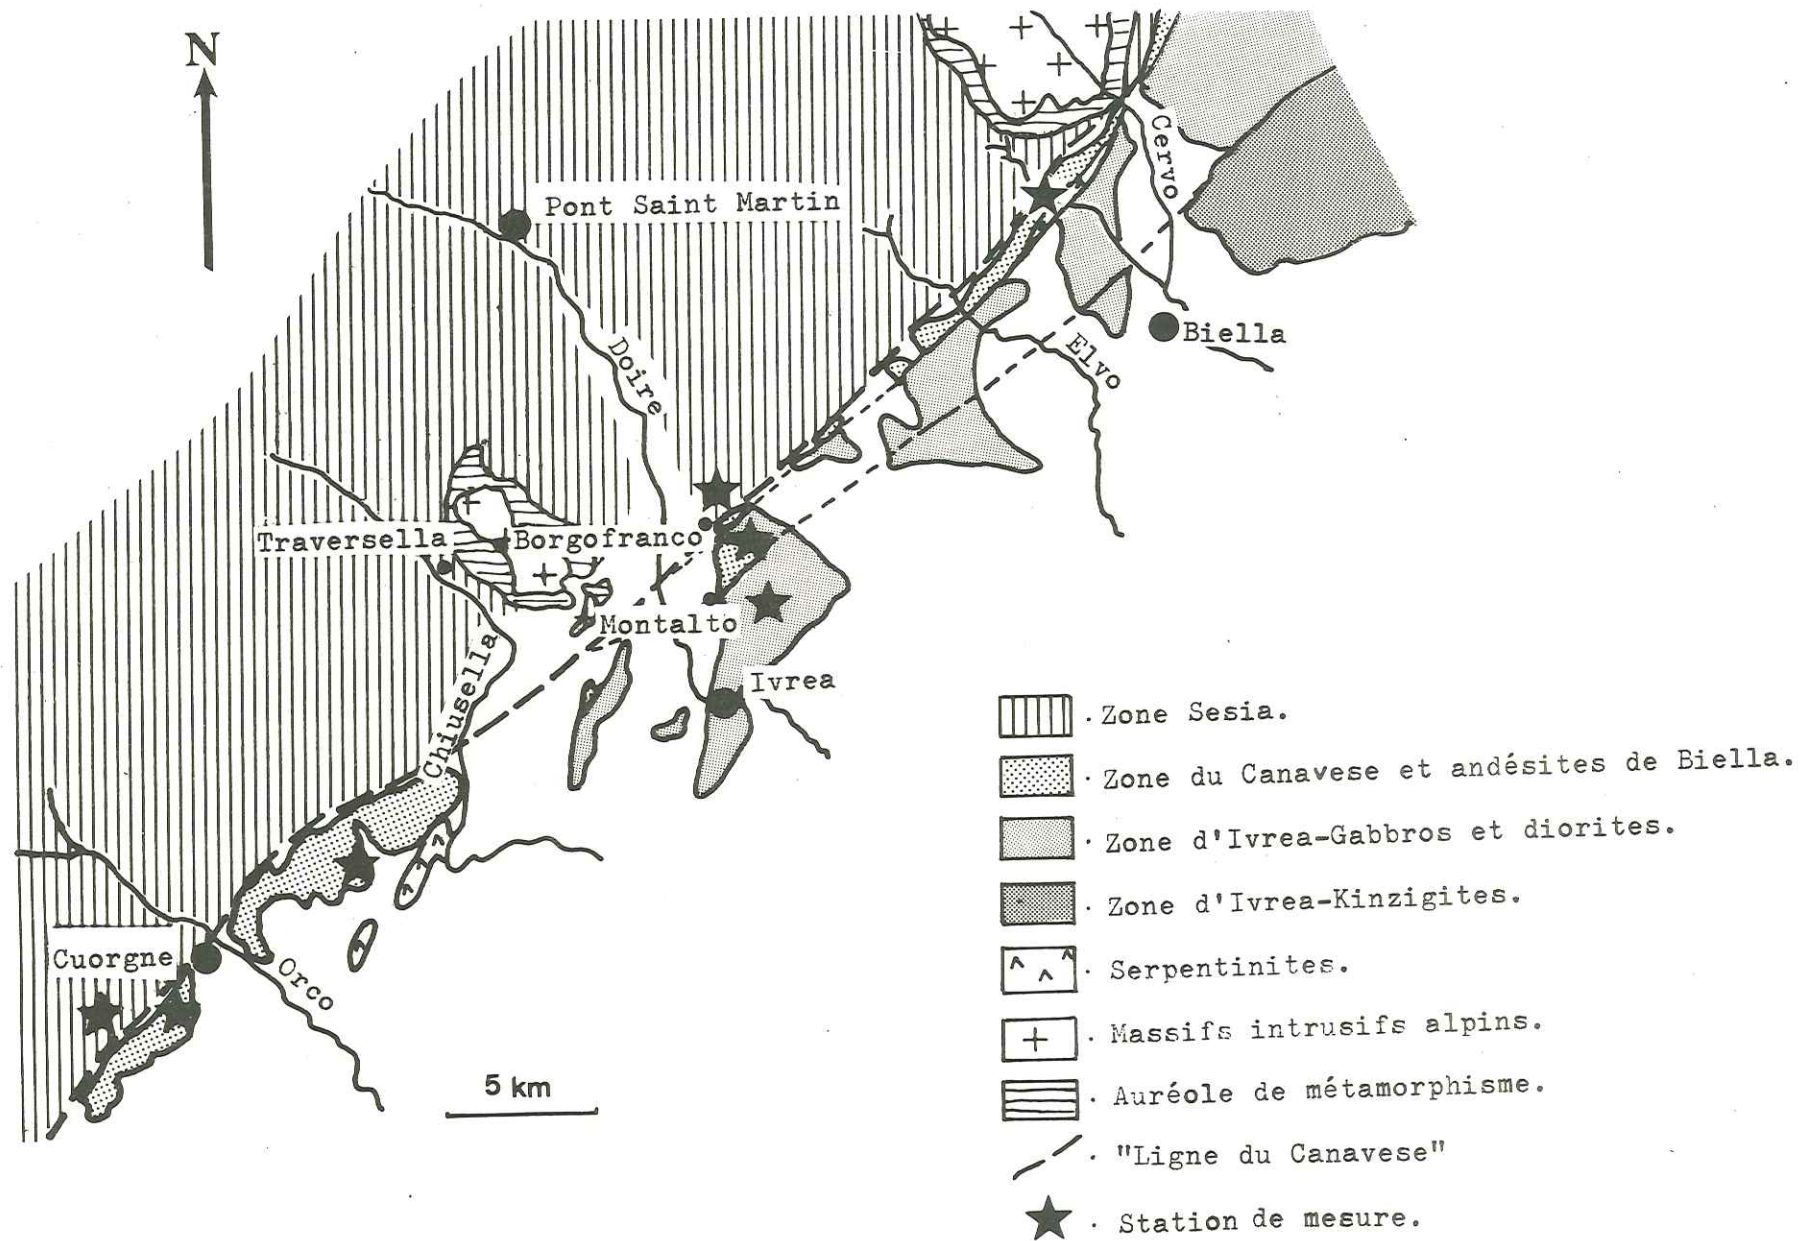 N
Cervo
Pont Saint Martin
Doire
Biella
Elvo
Traversella
Borgofranco
Montalto
Chiusella
Ivrea
Cuorgne
Orco
5 km
· Zone Sesia.
· Zone du Canavese et andésites de Biella.
· Zone d'Ivrea-Gabbros et diorites.
· Zone d'Ivrea-Kinzigites.
· Serpentinites.
· Massifs intrusifs alpins.
· Auréole de métamorphisme.
· "Ligne du Canavese"
· Station de mesure.